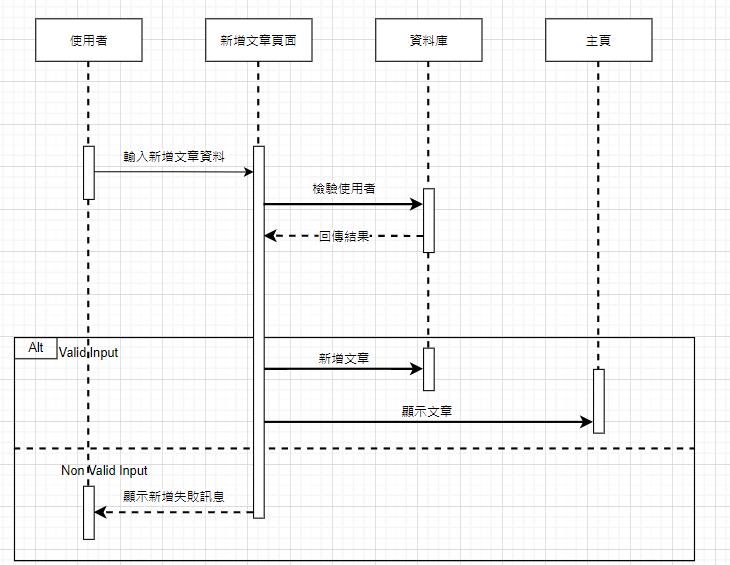 使用者
新增文章頁面
資料庫
主頁
輸入新增文章資料
檢驗使用者
回傳結果
Alt
Valid Input
新增文章
顯示文章
Non Valid Input
顯示新增失敗訊息